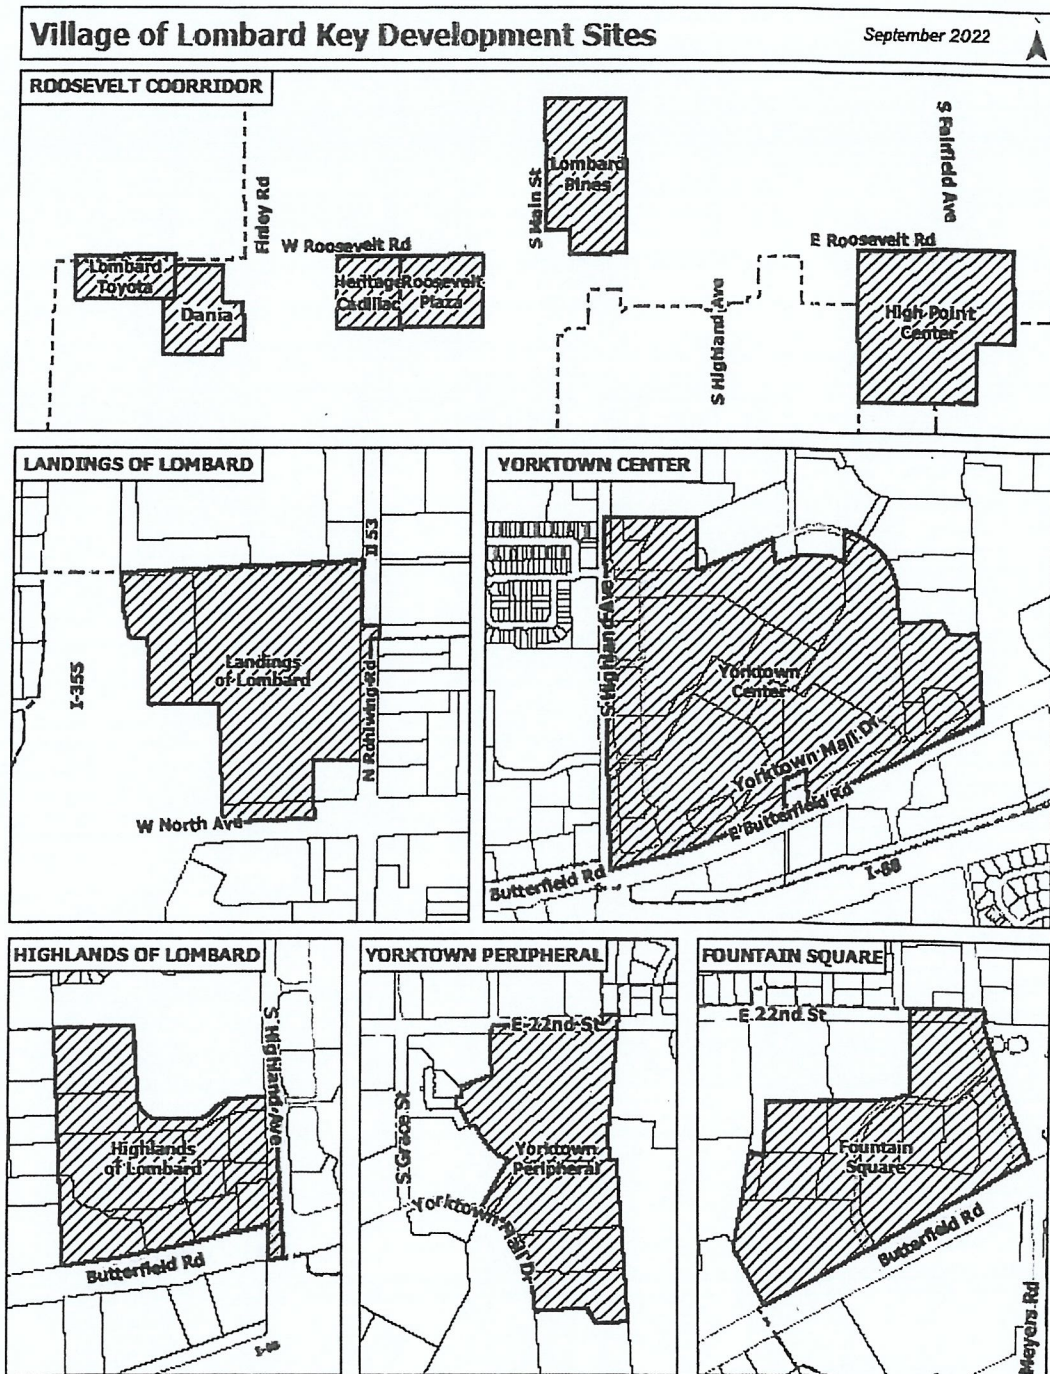 Village of Lombard Key Development Sites
September 2022
ROOSEVELT COORRIDOR
S Fairfield Ave
Finley Rd
S Main St
Lombard
Pines
W Roosevelt Rd
E Roosevelt Rd
Lombard
Toyota
Dania
Heritage
Cadillac
Roosevelt
Plaza
S Highland Ave
High Point
Center
LANDINGS OF LOMBARD
Il 53
I-355
Landings
of Lombard
N Rohlwing Rd
W North Ave
YORKTOWN CENTER
S Highland Ave
Yorktown
Center
Yorktown Mall Dr
E Butterfield Rd
Butterfield Rd
I-88
HIGHLANDS OF LOMBARD
S Highland Ave
Highlands
of Lombard
Butterfield Rd
I-88
YORKTOWN PERIPHERAL
E 22nd St
S Grace St
Yorktown
Peripheral
Yorktown Mall Dr
FOUNTAIN SQUARE
E 22nd St
Fountain
Square
Butterfield Rd
Meyers Rd